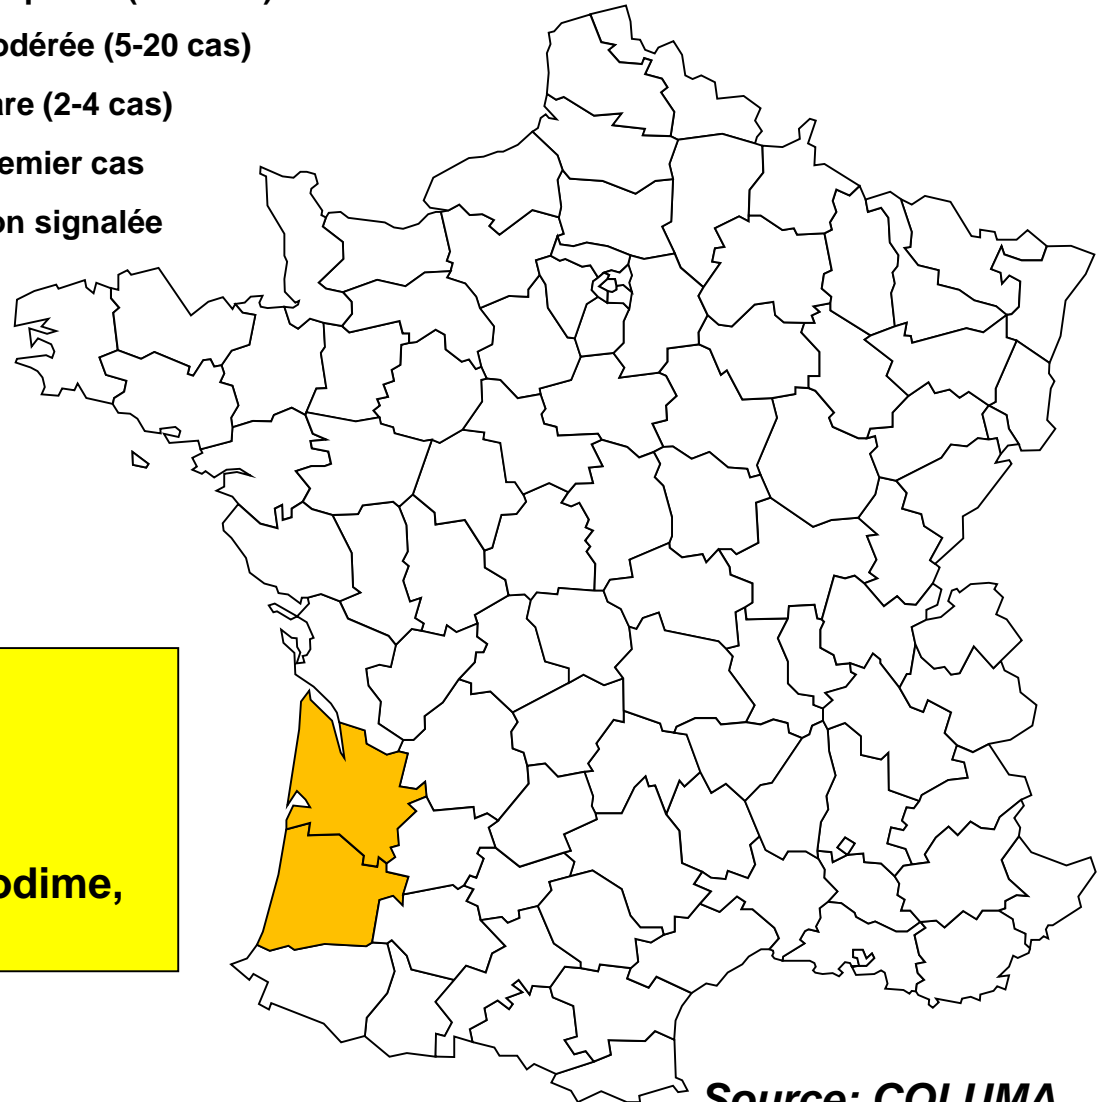 odérée (5-20 cas)
are (2-4 cas)
emier cas
on signalée
odime,
Source: COLUMA